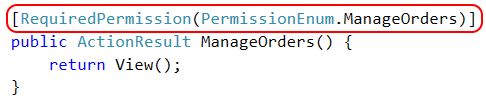 [RequiredPermission(PermissionEnum.ManageOrders)]
public ActionResult ManageOrders() {
    return View();
}